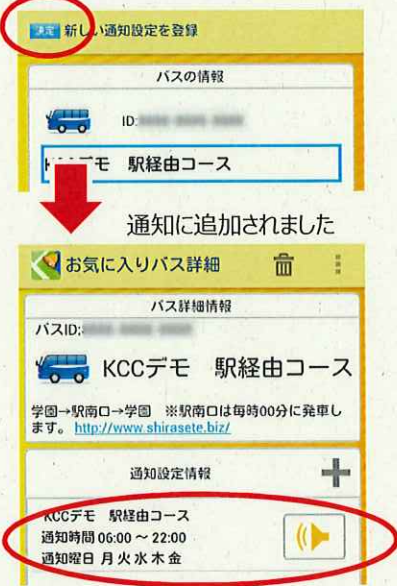 決定 新しい通知設定を登録
バスの情報
ID:
デモ 駅経由コース
通知に追加されました
お気に入りバス詳細
バス詳細情報
バスID:
KCCデモ 駅経由コース
学園→駅南口→学園 ※駅南口は毎時00分に発車し
ます。 http://www.shirasete.biz/
通知設定情報
KCCデモ 駅経由コース
通知時間 06:00 ~ 22:00
通知曜日 月火水木金